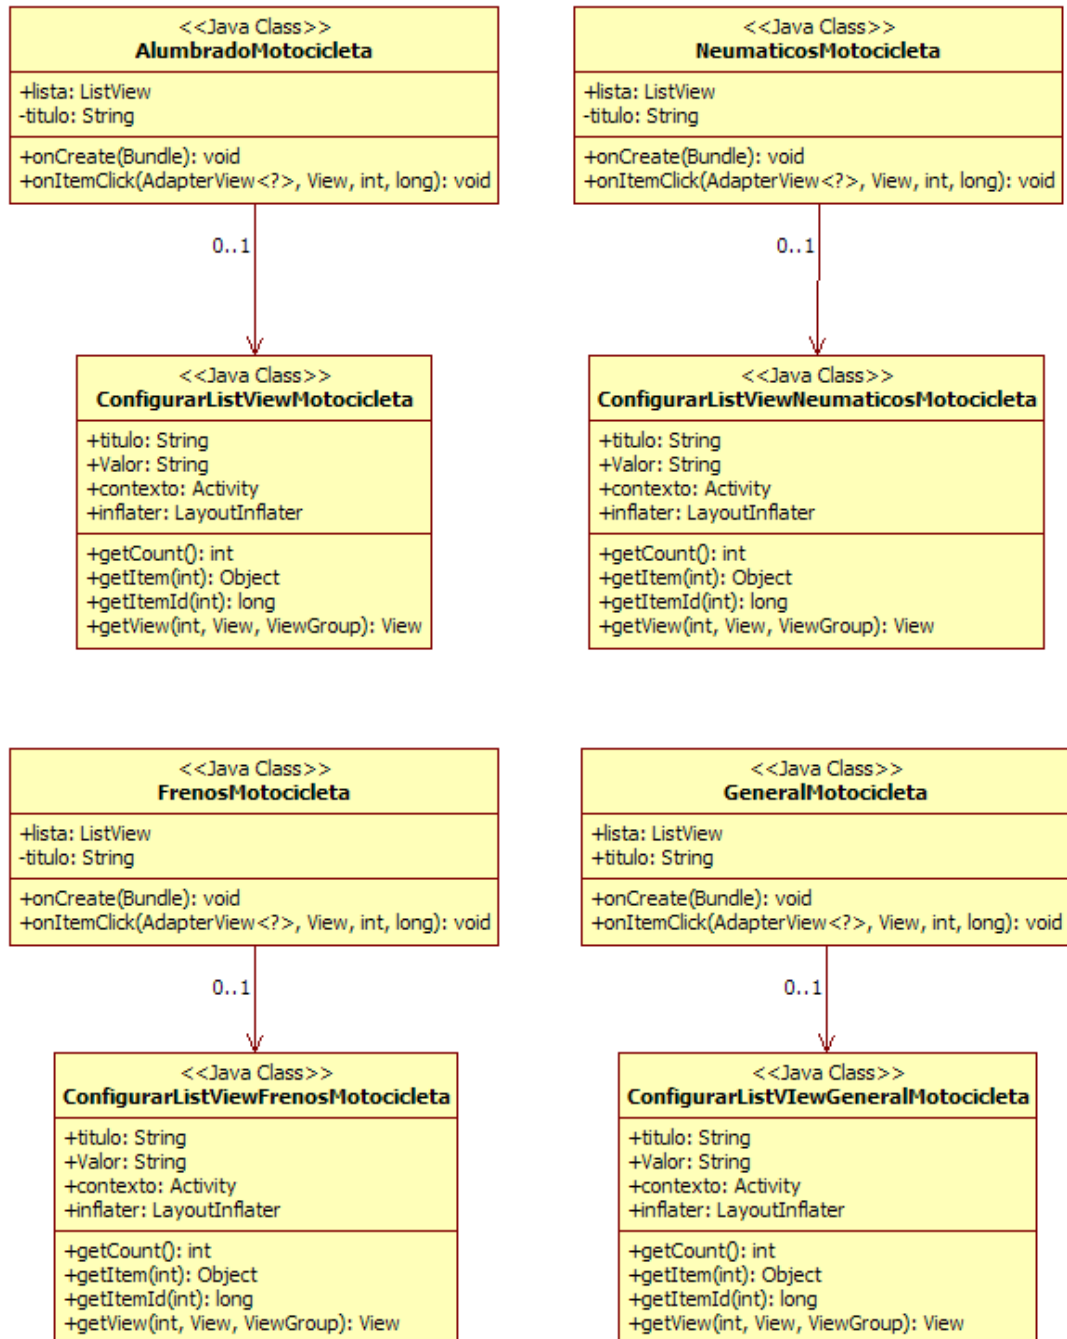 <<Java Class>>
AlumbradoMotocicleta
+lista: ListView
-titulo: String
+onCreate(Bundle): void
+onItemClick(AdapterView<?>, View, int, long): void
0..1
<<Java Class>>
ConfigurarListViewMotocicleta
+titulo: String
+Valor: String
+contexto: Activity
+inflater: LayoutInflater
+getCount(): int
+getItem(int): Object
+getItemId(int): long
+getView(int, View, ViewGroup): View
<<Java Class>>
NeumaticosMotocicleta
+lista: ListView
-titulo: String
+onCreate(Bundle): void
+onItemClick(AdapterView<?>, View, int, long): void
0..1
<<Java Class>>
ConfigurarListViewNeumaticosMotocicleta
+titulo: String
+Valor: String
+contexto: Activity
+inflater: LayoutInflater
+getCount(): int
+getItem(int): Object
+getItemId(int): long
+getView(int, View, ViewGroup): View
<<Java Class>>
FrenosMotocicleta
+lista: ListView
-titulo: String
+onCreate(Bundle): void
+onItemClick(AdapterView<?>, View, int, long): void
0..1
<<Java Class>>
ConfigurarListViewFrenosMotocicleta
+titulo: String
+Valor: String
+contexto: Activity
+inflater: LayoutInflater
+getCount(): int
+getItem(int): Object
+getItemId(int): long
+getView(int, View, ViewGroup): View
<<Java Class>>
GeneralMotocicleta
+lista: ListView
+titulo: String
+onCreate(Bundle): void
+onItemClick(AdapterView<?>, View, int, long): void
0..1
<<Java Class>>
ConfigurarListVIewGeneralMotocicleta
+titulo: String
+Valor: String
+contexto: Activity
+inflater: LayoutInflater
+getCount(): int
+getItem(int): Object
+getItemId(int): long
+getView(int, View, ViewGroup): View